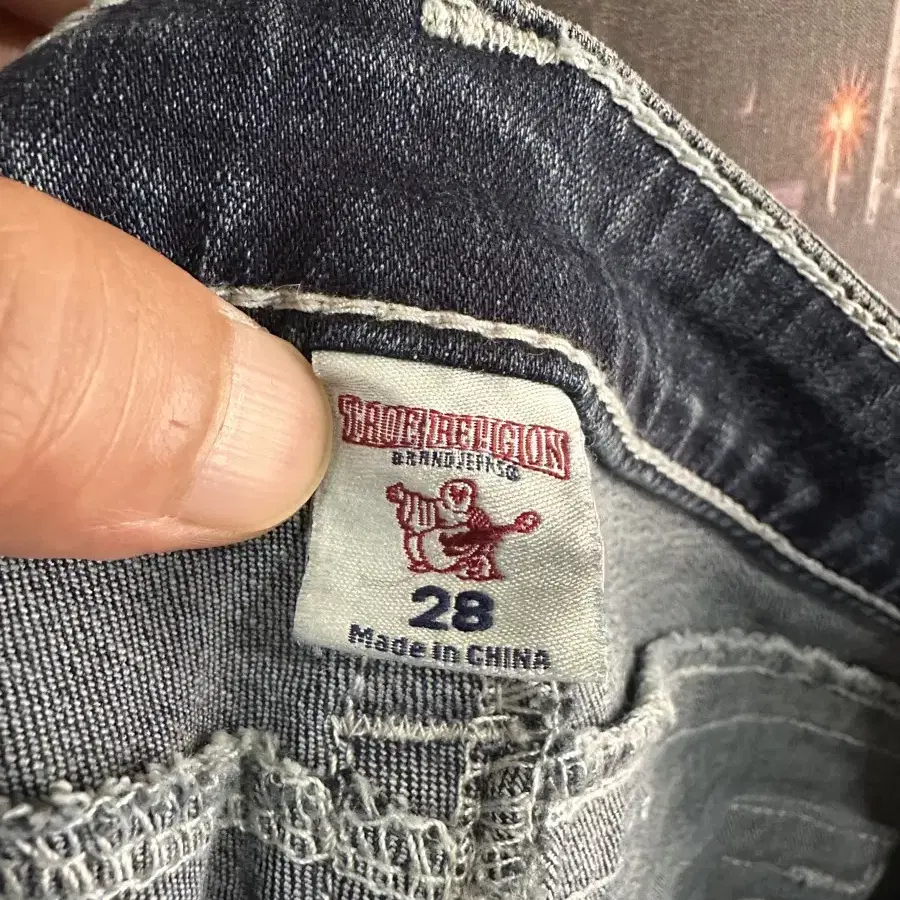 TRUE RELIGION
BRAND JEANS
28
Made in CHINA